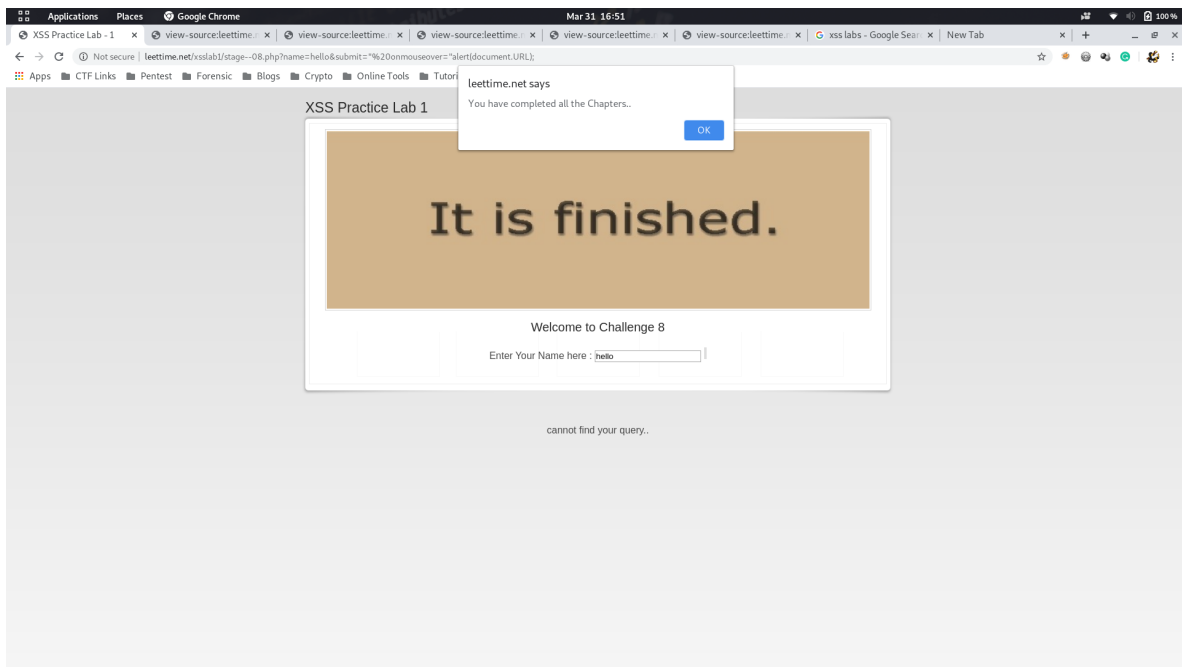 Applications Places Google Chrome Mar 31 16:51 100 %
XSS Practice Lab - 1 view-source:leettime. view-source:leettime. view-source:leettime. view-source:leettime. view-source:leettime. xss labs - Google Sear New Tab
Not secure leettime.net/xsslab1/stage--08.php?name=hello&submit="%20onmouseover="alert(document.URL);
Apps CTF Links Pentest Forensic Blogs Crypto Online Tools Tutori
leettime.net says
You have completed all the Chapters..
OK
XSS Practice Lab 1
It is finished.
Welcome to Challenge 8
Enter Your Name here : hello
cannot find your query..